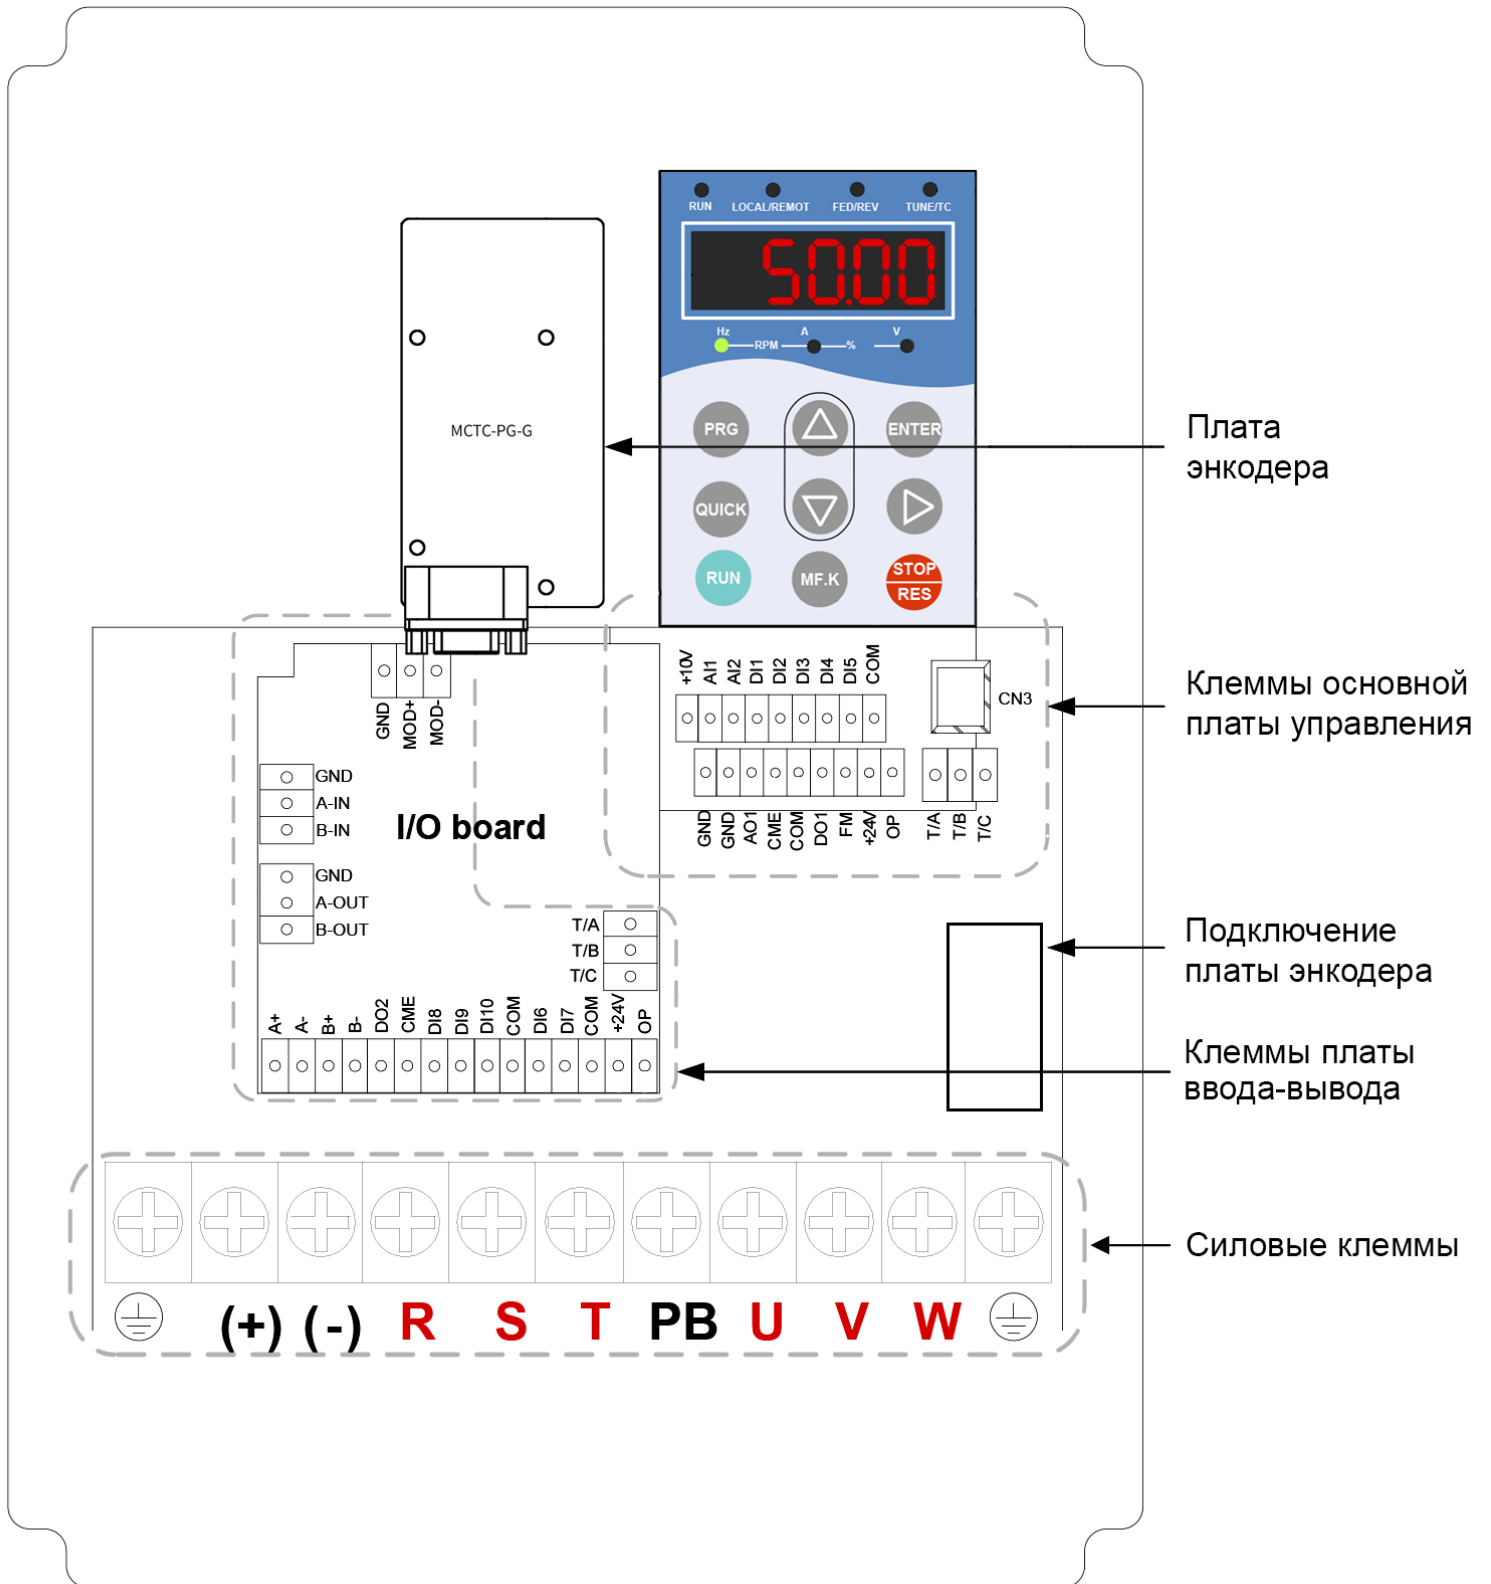 RUN LOCAL/REMOT FED/REV TUNE/TC
50.00
Hz A V
RPM %
PRG ENTER
QUICK
RUN MF.K STOP
RES
MCTC-PG-G
Плата
энкодера
+10V AI1 AI2 DI1 DI2 DI3 DI4 DI5 COM
CN3
Клеммы основной
платы управления
GND MOD+ MOD-
GND
A-IN
B-IN
I/O board
GND GND AO1 CME COM DO1 FM +24V OP T/A T/B T/C
GND
A-OUT
B-OUT
T/A
T/B
T/C
Подключение
платы энкодера
A+ A- B+ B- DO2 CME DI8 DI9 DI10 COM DI6 DI7 COM +24V OP
Клеммы платы
ввода-вывода
Силовые клеммы
(+) (-) R S T PB U V W